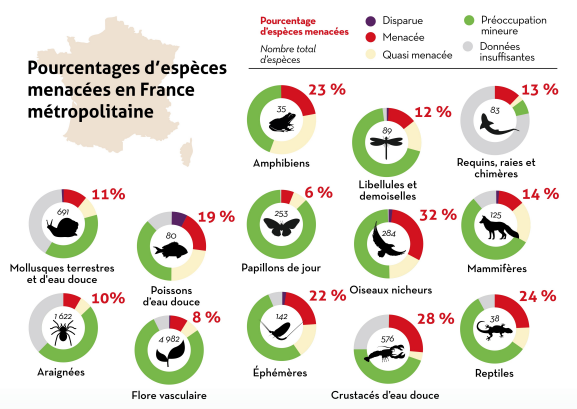 Pourcentages d'espèces
menacées en France
métropolitaine
Pourcentage
d'espèces menacées
Nombre total
d'espèces
Disparue
Menacée
Quasi menacée
Préoccupation
mineure
Données
insuffisantes
23 %
35
Amphibiens
12 %
89
Libellules et
demoiselles
13 %
83
Requins, raies et
chimères
11%
691
Mollusques terrestres
et d'eau douce
19 %
80
Poissons
d'eau douce
6 %
253
Papillons de jour
32 %
284
Oiseaux nicheurs
14 %
125
Mammifères
10%
1 622
Araignées
8 %
4 982
Flore vasculaire
22 %
142
Éphémères
28 %
576
Crustacés d'eau douce
24 %
38
Reptiles